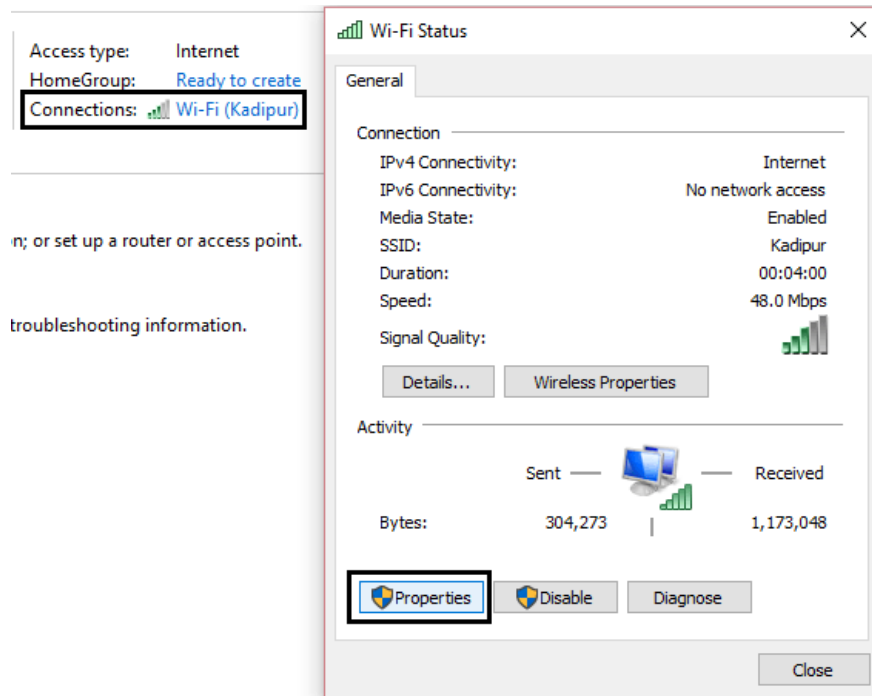 Access type: Internet
HomeGroup: Ready to create
Connections: Wi-Fi (Kadipur)
n; or set up a router or access point.
troubleshooting information.
Wi-Fi Status
General
Connection
IPv4 Connectivity: Internet
IPv6 Connectivity: No network access
Media State: Enabled
SSID: Kadipur
Duration: 00:04:00
Speed: 48.0 Mbps
Signal Quality:
Details... Wireless Properties
Activity
Sent Received
Bytes: 304,273 1,173,048
Properties Disable Diagnose
Close